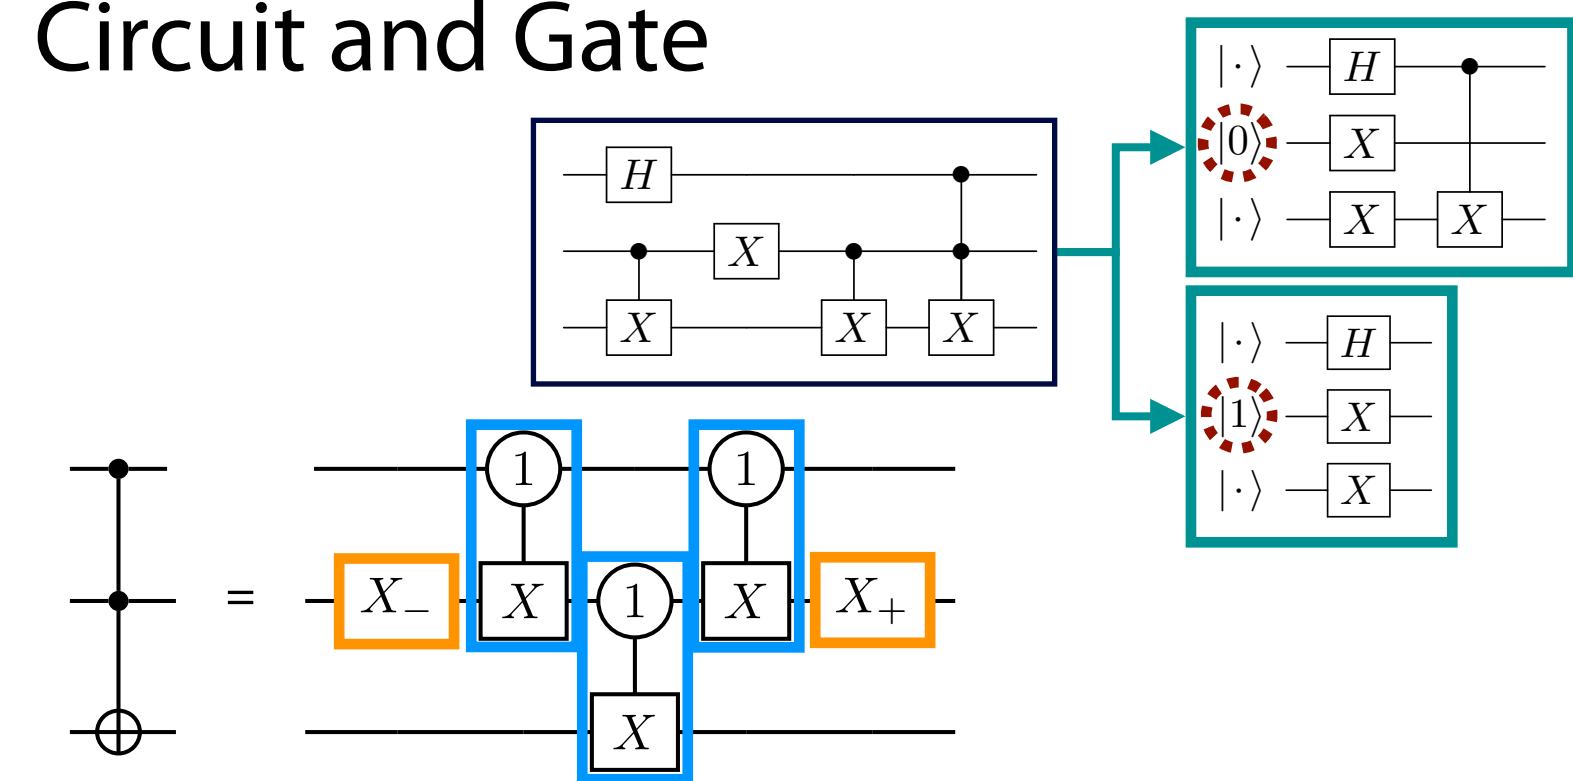 Circuit and Gate
|·⟩ H
|0⟩ X
|·⟩ X X
H
X
X X X
|·⟩ H
|1⟩ X
|·⟩ X
1 1
= X₋ X 1 X X₊
X